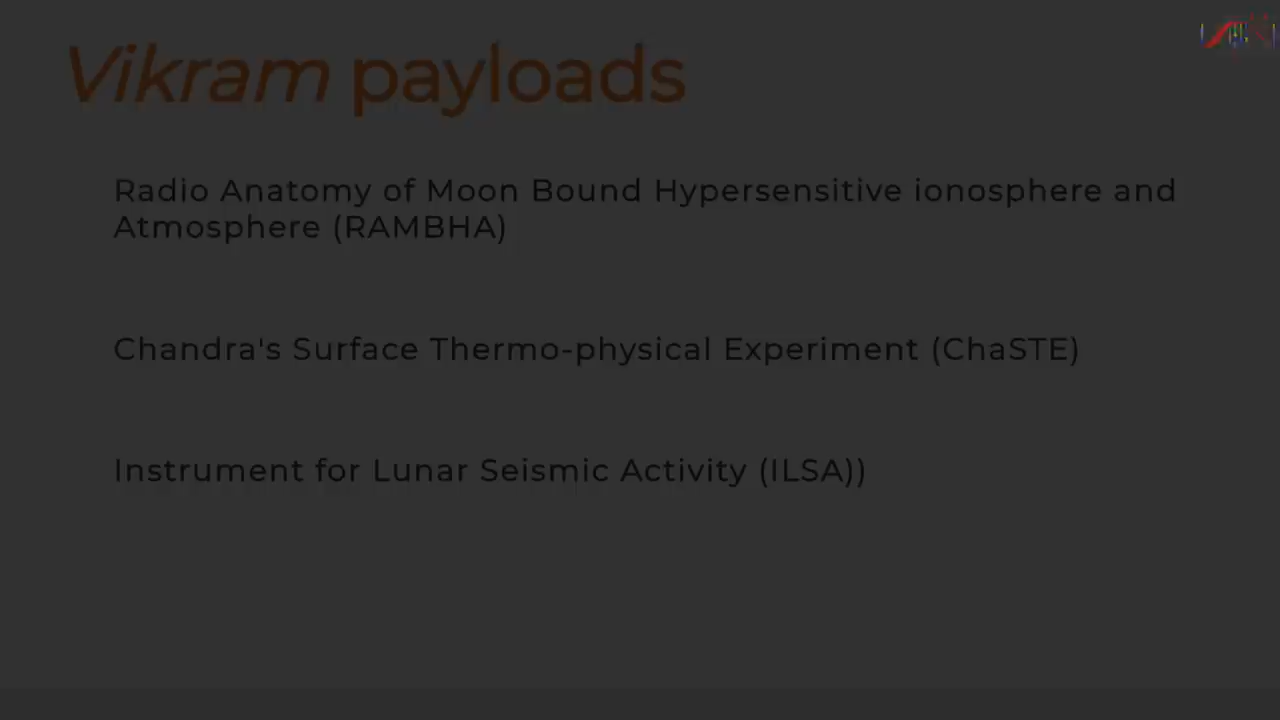 Vikram payloads
Radio Anatomy of Moon Bound Hypersensitive ionosphere and
Atmosphere (RAMBHA)
Chandra's Surface Thermo-physical Experiment (ChaSTE)
Instrument for Lunar Seismic Activity (ILSA))